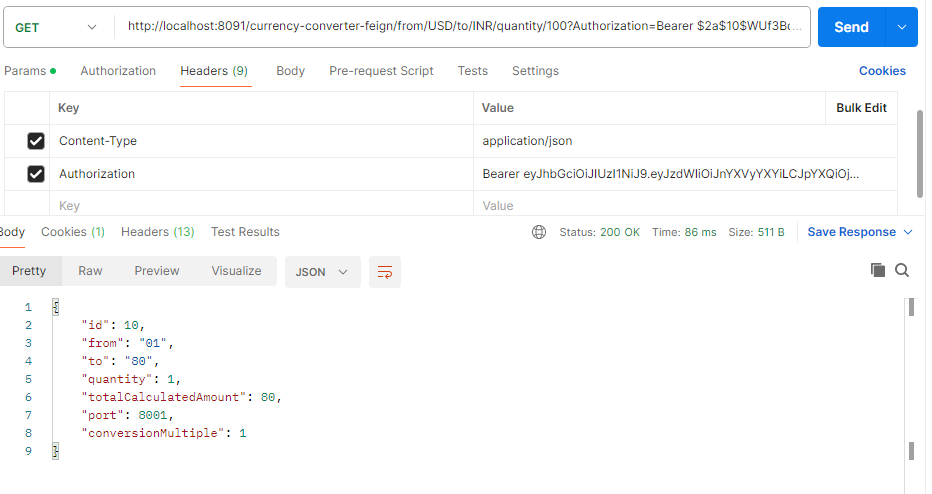 GET http://localhost:8091/currency-converter-feign/from/USD/to/INR/quantity/100?Authorization=Bearer $2a$10$WUf3Bc... Send
Params Authorization Headers (9) Body Pre-request Script Tests Settings Cookies
Key Value Bulk Edit
Content-Type application/json
Authorization Bearer eyJhbGciOiJIUzI1NiJ9.eyJzdWIiOiJnYXVyYXYiLCJpYXQiOj...
Key Value
Body Cookies (1) Headers (13) Test Results Status: 200 OK Time: 86 ms Size: 511 B Save Response
Pretty Raw Preview Visualize JSON
1 {
2 "id": 10,
3 "from": "01",
4 "to": "80",
5 "quantity": 1,
6 "totalCalculatedAmount": 80,
7 "port": 8001,
8 "conversionMultiple": 1
9 }